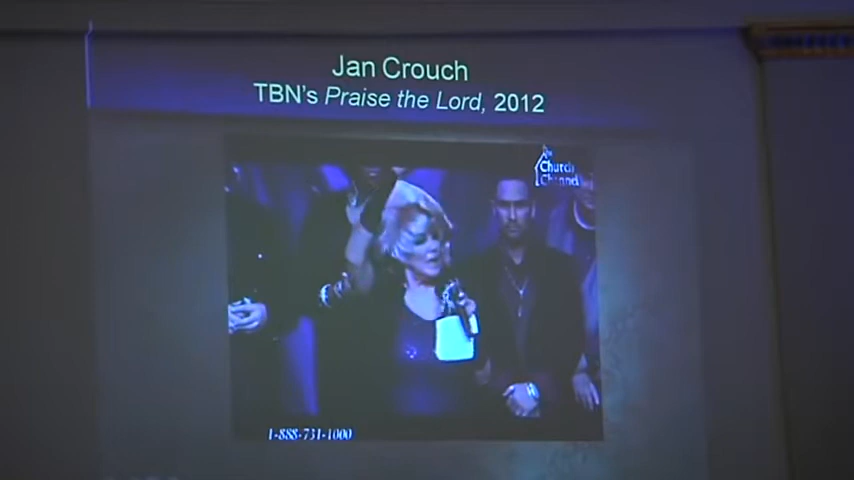 Jan Crouch
TBN's Praise the Lord, 2012
The
Church
Channel
1-888-731-1000